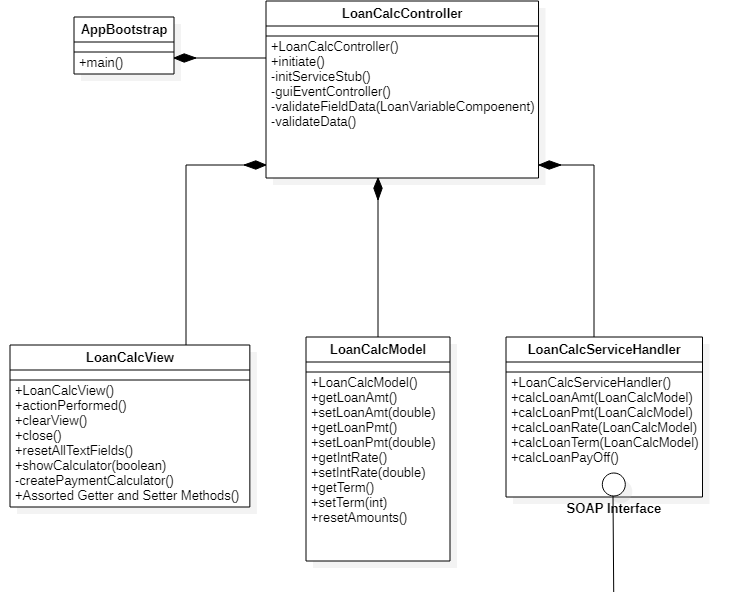 AppBootstrap
+main()
LoanCalcController
+LoanCalcController()
+initiate()
-initServiceStub()
-guiEventController()
-validateFieldData(LoanVariableCompoenent)
-validateData()
LoanCalcView
+LoanCalcView()
+actionPerformed()
+clearView()
+close()
+resetAllTextFields()
+showCalculator(boolean)
-createPaymentCalculator()
+Assorted Getter and Setter Methods()
LoanCalcModel
+LoanCalcModel()
+getLoanAmt()
+setLoanAmt(double)
+getLoanPmt()
+setLoanPmt(double)
+getIntRate()
+setIntRate(double)
+getTerm()
+setTerm(int)
+resetAmounts()
LoanCalcServiceHandler
+LoanCalcServiceHandler()
+calcLoanAmt(LoanCalcModel)
+calcLoanPmt(LoanCalcModel)
+calcLoanRate(LoanCalcModel)
+calcLoanTerm(LoanCalcModel)
+calcLoanPayOff()
SOAP Interface